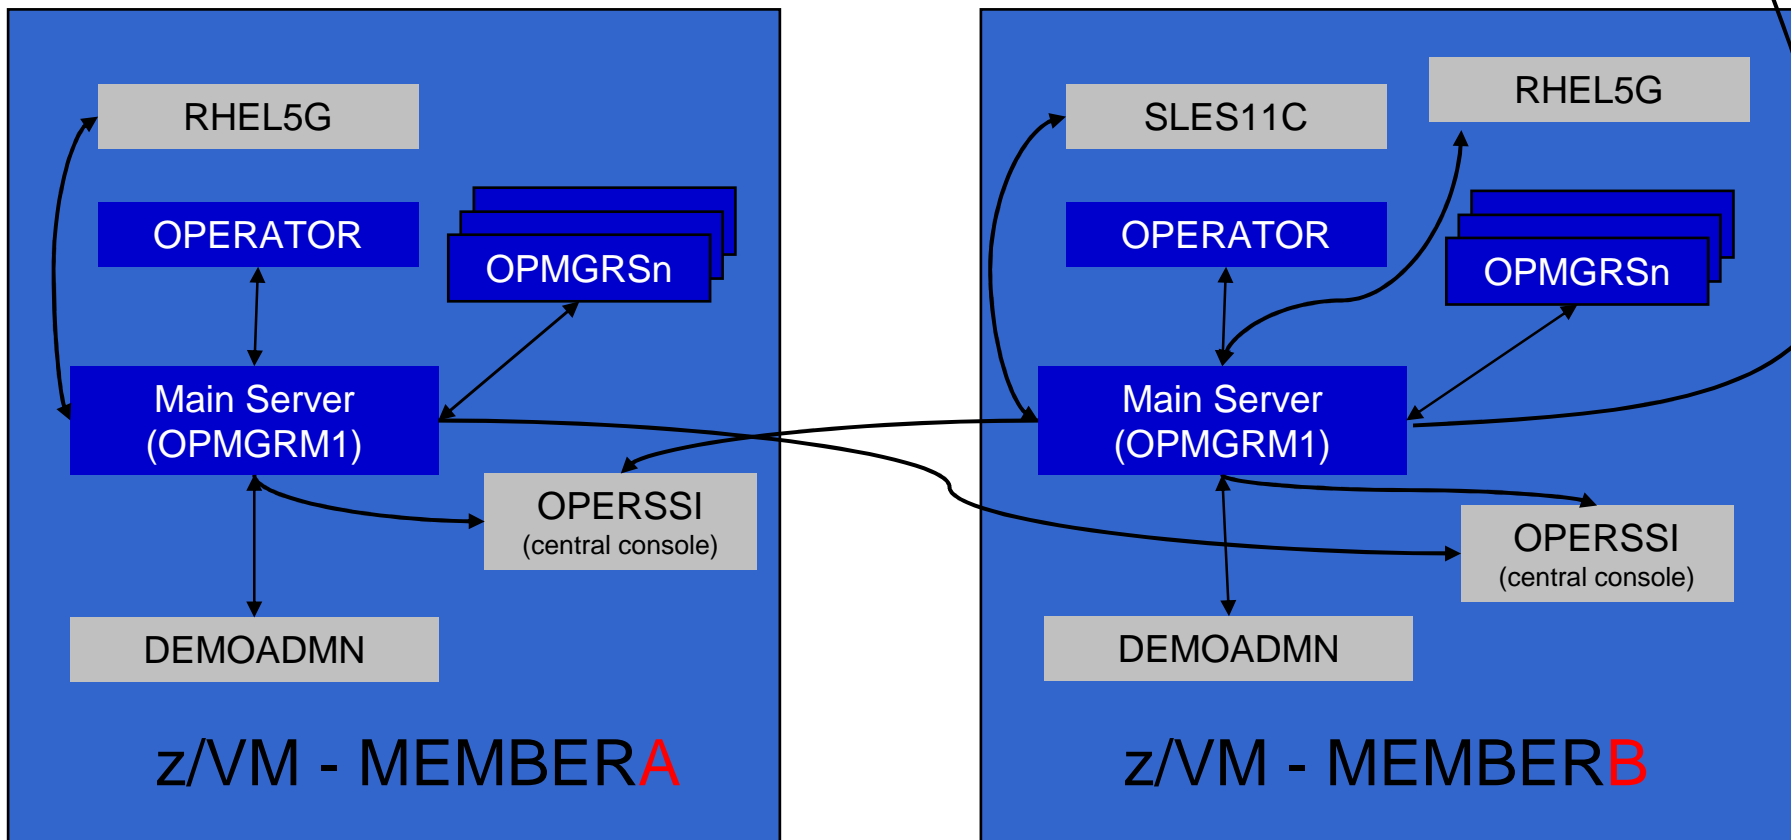 RHEL5G
OPERATOR
OPMGRSn
Main Server
(OPMGRM1)
OPERSSI
(central console)
DEMOADMN
z/VM - MEMBERA
SLES11C
RHEL5G
OPERATOR
OPMGRSn
Main Server
(OPMGRM1)
OPERSSI
(central console)
DEMOADMN
z/VM - MEMBERB